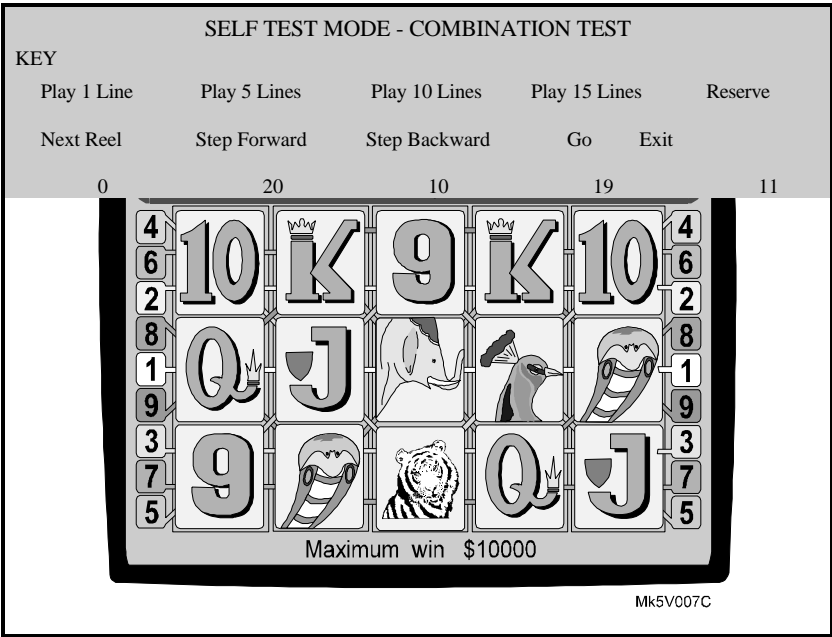 SELF TEST MODE - COMBINATION TEST
KEY
Play 1 Line Play 5 Lines Play 10 Lines Play 15 Lines Reserve
Next Reel Step Forward Step Backward Go Exit
0 20 10 19 11
4 10 K 9 K 10 4
6 6
2 2
8 8
1 Q J 1
9 9
3 3
7 9 Q J 7
5 5
Maximum win $10000
Mk5V007C